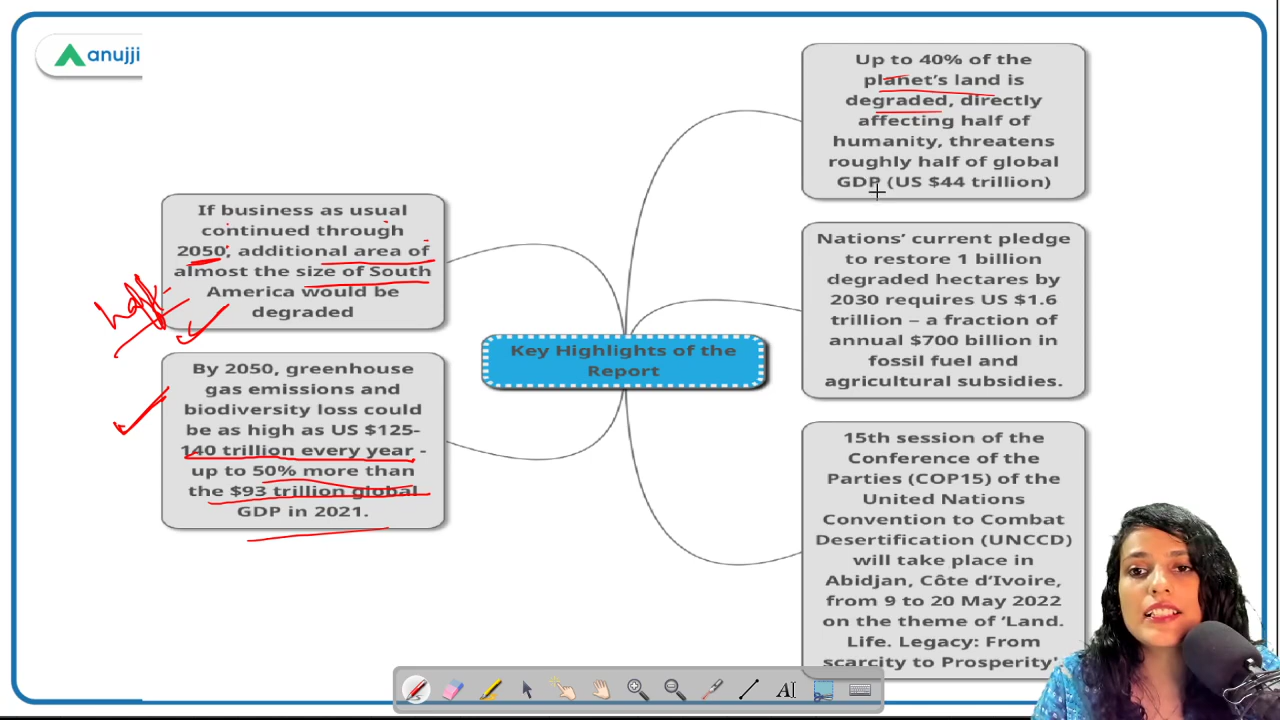 anujji
Up to 40% of the
planet's land is
degraded, directly
affecting half of
humanity, threatens
roughly half of global
GDP (US $44 trillion)
If business as usual
continued through
2050, additional area of
almost the size of South
America would be
degraded
half
Nations' current pledge
to restore 1 billion
degraded hectares by
2030 requires US $1.6
trillion – a fraction of
annual $700 billion in
fossil fuel and
agricultural subsidies.
Key Highlights of the
Report
By 2050, greenhouse
gas emissions and
biodiversity loss could
be as high as US $125-
140 trillion every year -
up to 50% more than
the $93 trillion global
GDP in 2021.
15th session of the
Conference of the
Parties (COP15) of the
United Nations
Convention to Combat
Desertification (UNCCD)
will take place in
Abidjan, Côte d'Ivoire,
from 9 to 20 May 2022
on the theme of 'Land.
Life. Legacy: From
scarcity to Prosperity'.
A